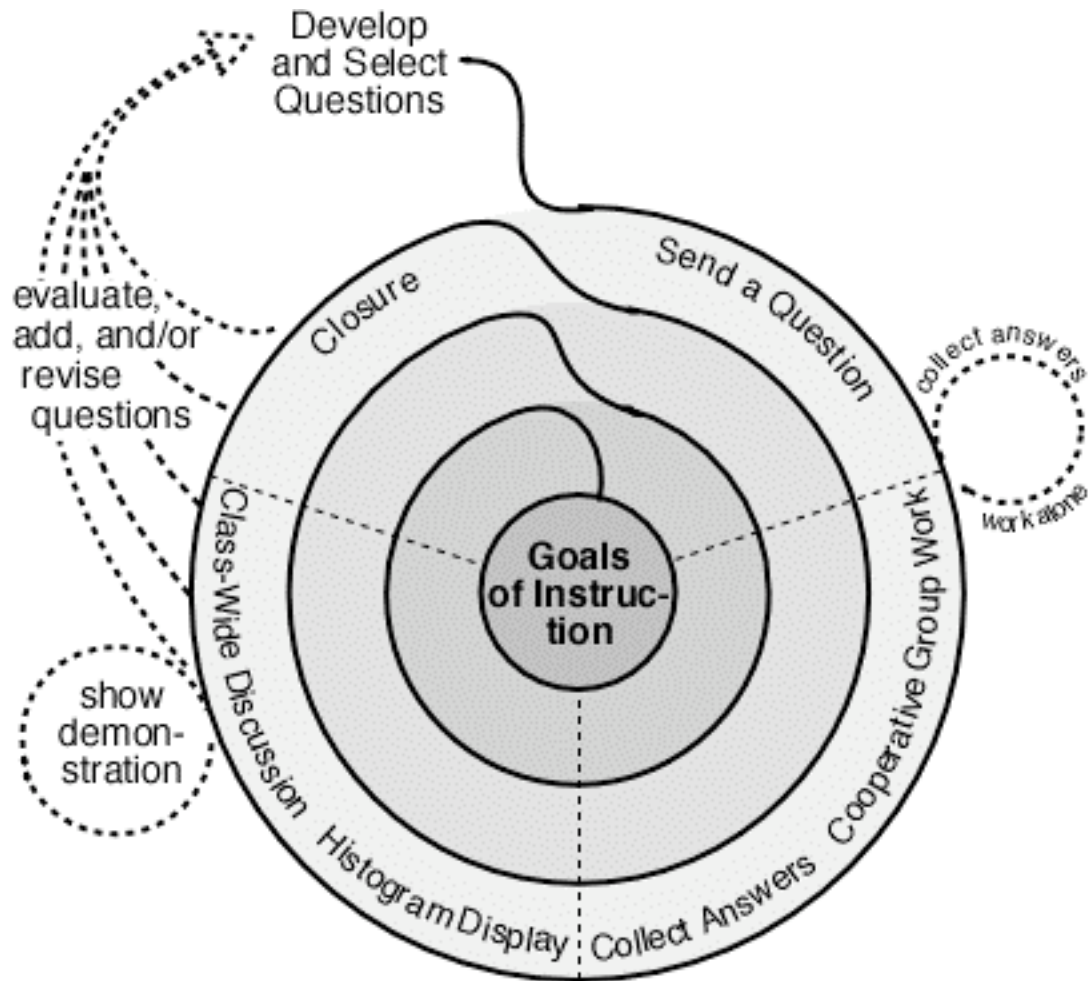 Develop
and Select
Questions
Send a Question
collect answers
work alone
Cooperative Group Work
Collect Answers
Histogram Display
Class-Wide Discussion
show
demon-
stration
Closure
evaluate,
add, and/or
revise
questions
Goals
of Instruc-
tion